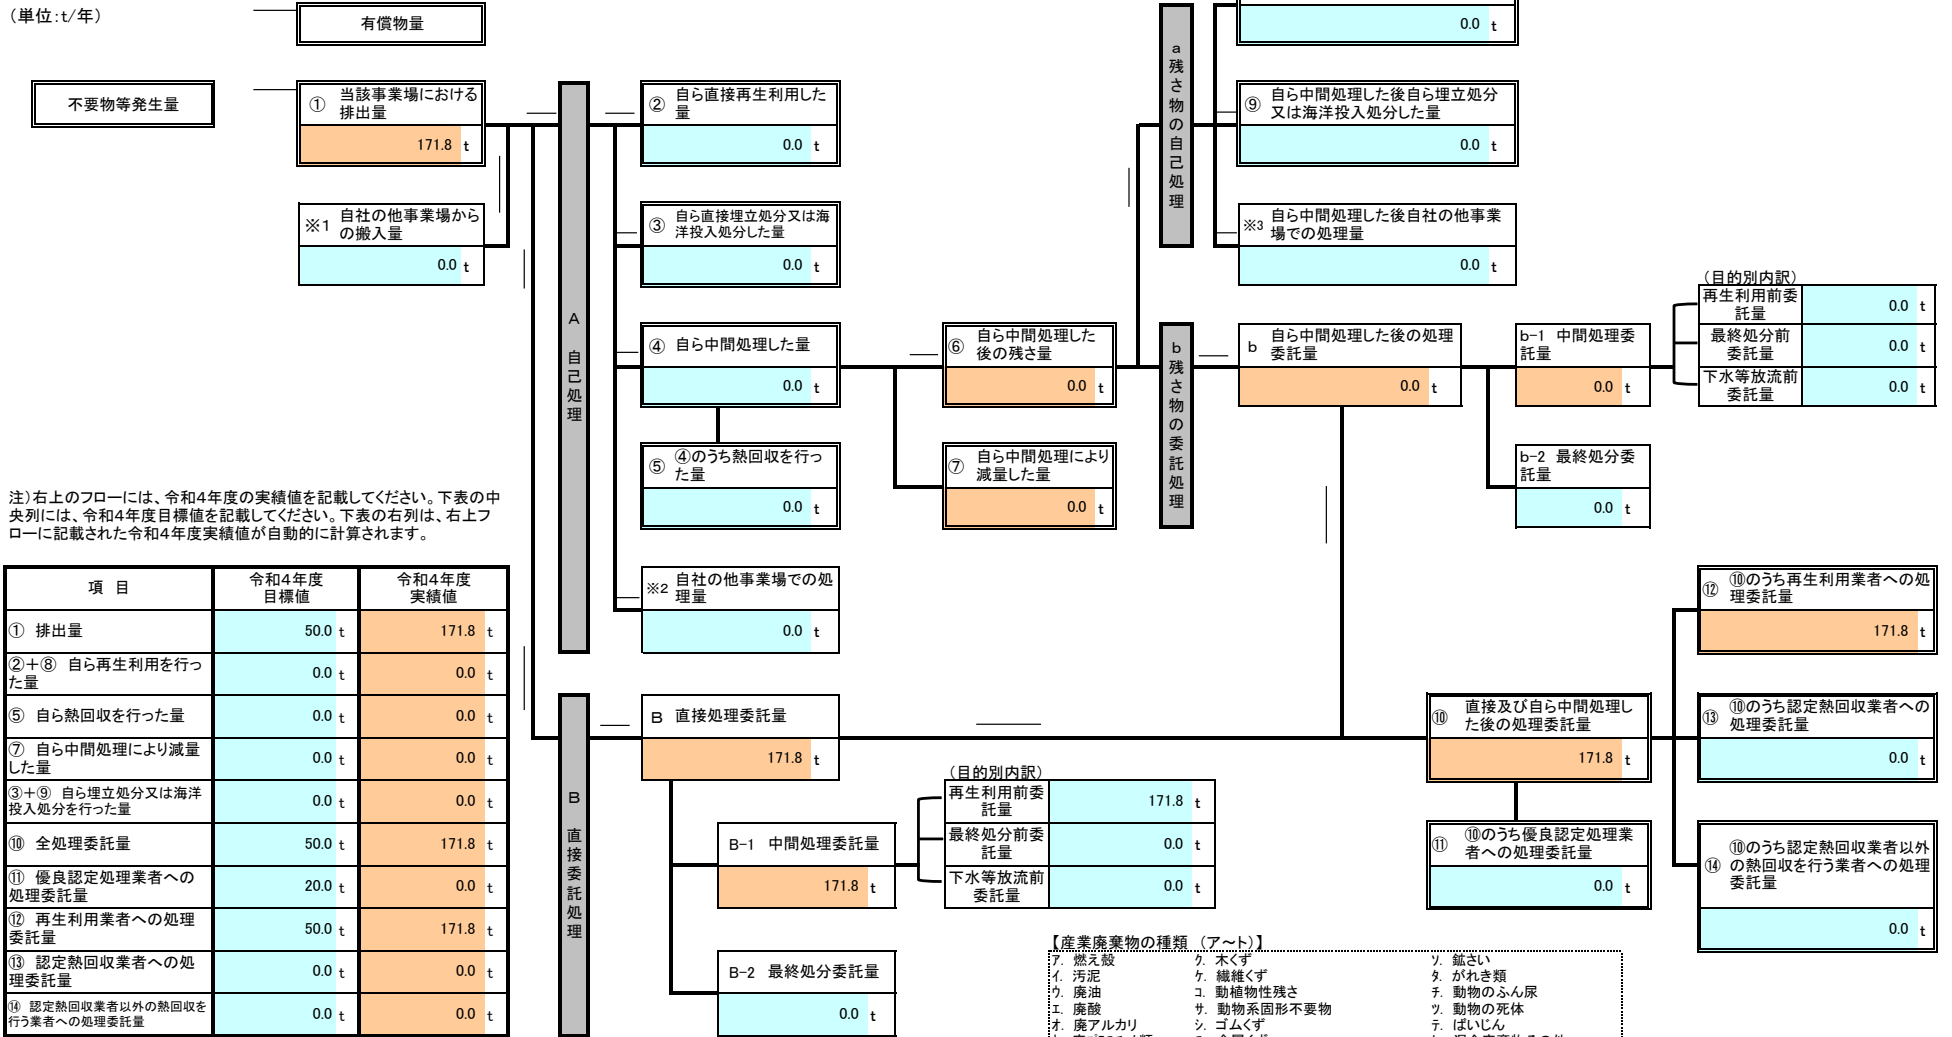 （単位：ｔ/年）
有償物量
0.0 t
不要物等発生量
① 当該事業場における
排出量
171.8 t
② 自ら直接再生利用した
量
0.0 t
⑨ 自ら中間処理した後自ら埋立処分
又は海洋投入処分した量
0.0 t
a
残
さ
物
の
自
己
処
理
※1 自社の他事業場から
の搬入量
0.0 t
③ 自ら直接埋立処分又は海
洋投入処分した量
0.0 t
※3 自ら中間処理した後自社の他事業
場での処理量
0.0 t
A
自
己
処
理
④ 自ら中間処理した量
0.0 t
⑥ 自ら中間処理した
後の残さ量
0.0 t
b
残
さ
物
の
委
託
処
理
b 自ら中間処理した後の処理
委託量
0.0 t
b-1 中間処理委
託量
0.0 t
（目的別内訳）
再生利用前委
託量
0.0 t
最終処分前
委託量
0.0 t
下水等放流前
委託量
0.0 t
⑤ ④のうち熱回収を行っ
た量
0.0 t
⑦ 自ら中間処理により
減量した量
0.0 t
b-2 最終処分委
託量
0.0 t
注）右上のフローには、令和４年度の実績値を記載してください。下表の中
央列には、令和４年度目標値を記載してください。下表の右列は、右上フ
ローに記載された令和４年度実績値が自動的に計算されます。
※2 自社の他事業場での処
理量
0.0 t
項 目
令和４年度
目標値
令和４年度
実績値
① 排出量 50.0 t 171.8 t
②＋⑧ 自ら再生利用を行っ
た量 0.0 t 0.0 t
⑤ 自ら熱回収を行った量 0.0 t 0.0 t
⑦ 自ら中間処理により減量
した量 0.0 t 0.0 t
③＋⑨ 自ら埋立処分又は海洋
投入処分を行った量 0.0 t 0.0 t
⑩ 全処理委託量 50.0 t 171.8 t
⑪ 優良認定処理業者への
処理委託量 20.0 t 0.0 t
⑫ 再生利用業者への処理
委託量 50.0 t 171.8 t
⑬ 認定熱回収業者への処
理委託量 0.0 t 0.0 t
⑭ 認定熱回収業者以外の熱回収を
行う業者への処理委託量 0.0 t 0.0 t
B
直
接
委
託
処
理
B 直接処理委託量
171.8 t
B-1 中間処理委託量
171.8 t
（目的別内訳）
再生利用前委
託量
171.8 t
最終処分前委
託量
0.0 t
下水等放流前
委託量
0.0 t
B-2 最終処分委託量
0.0 t
⑩ 直接及び自ら中間処理し
た後の処理委託量
171.8 t
⑪ ⑩のうち優良認定処理業
者への処理委託量
0.0 t
⑫ ⑩のうち再生利用業者への処
理委託量
171.8 t
⑬ ⑩のうち認定熱回収業者への
処理委託量
0.0 t
⑭ ⑩のうち認定熱回収業者以外
の熱回収を行う業者への処理
委託量
0.0 t
【産業廃棄物の種類 （ア〜ト）】
ア. 燃え殻 ク. 木くず ソ. 鉱さい
イ. 汚泥 ケ. 繊維くず タ. がれき類
ウ. 廃油 コ. 動植物性残さ チ. 動物のふん尿
エ. 廃酸 サ. 動物系固形不要物 ツ. 動物の死体
オ. 廃アルカリ シ. ゴムくず テ. ばいじん